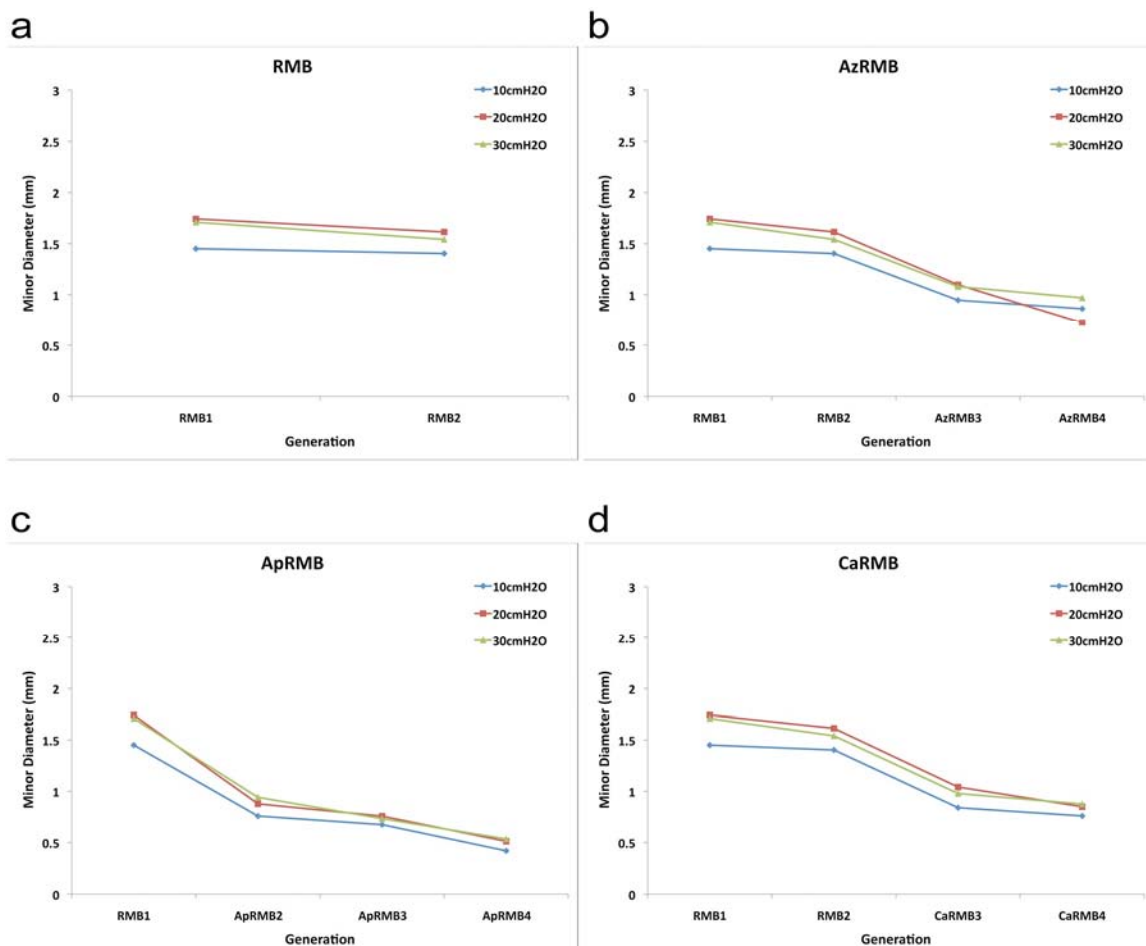 a
RMB
3
2.5
2
1.5
1
0.5
0
Minor Diameter (mm)
10cmH2O
20cmH2O
30cmH2O
RMB1
RMB2
Generation
b
AzRMB
3
2.5
2
1.5
1
0.5
0
Minor Diameter (mm)
10cmH2O
20cmH2O
30cmH2O
RMB1
RMB2
AzRMB3
AzRMB4
Generation
c
ApRMB
3
2.5
2
1.5
1
0.5
0
Minor Diameter (mm)
10cmH2O
20cmH2O
30cmH2O
RMB1
ApRMB2
ApRMB3
ApRMB4
Generation
d
CaRMB
3
2.5
2
1.5
1
0.5
0
Minor Diameter (mm)
10cmH2O
20cmH2O
30cmH2O
RMB1
RMB2
CaRMB3
CaRMB4
Generation